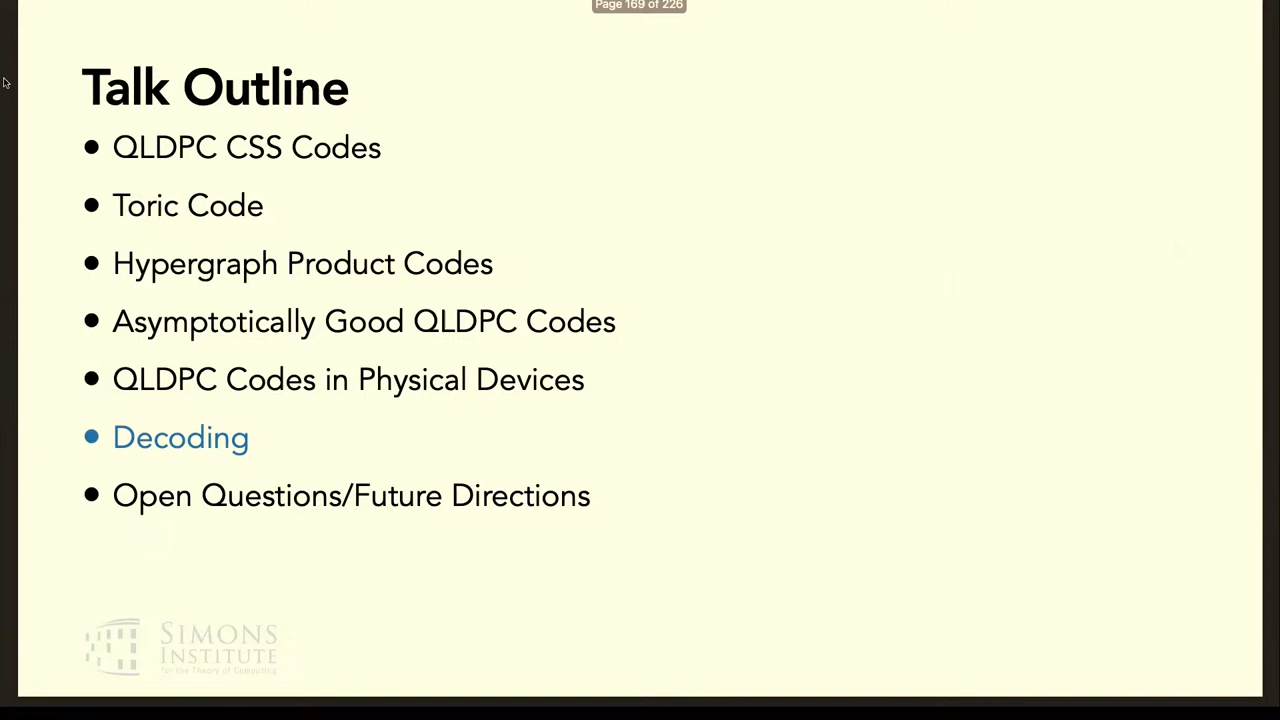 Page 169 of 226
Talk Outline
• QLDPC CSS Codes
• Toric Code
• Hypergraph Product Codes
• Asymptotically Good QLDPC Codes
• QLDPC Codes in Physical Devices
• Decoding
• Open Questions/Future Directions
SIMONS
INSTITUTE
for the Theory of Computing